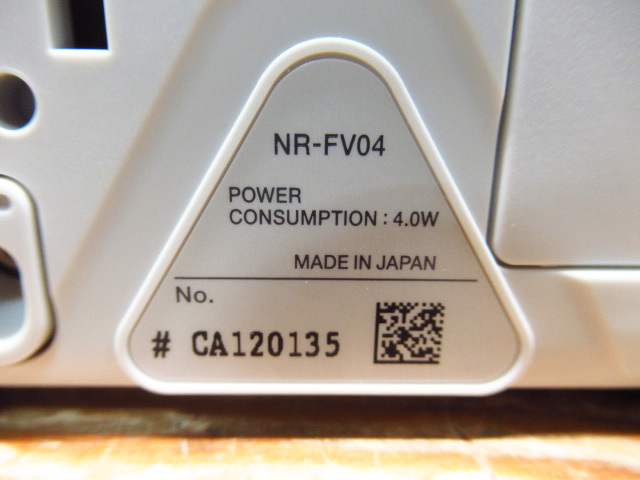 NR-FV04
POWER
CONSUMPTION : 4.0W
MADE IN JAPAN
No.
# CA120135